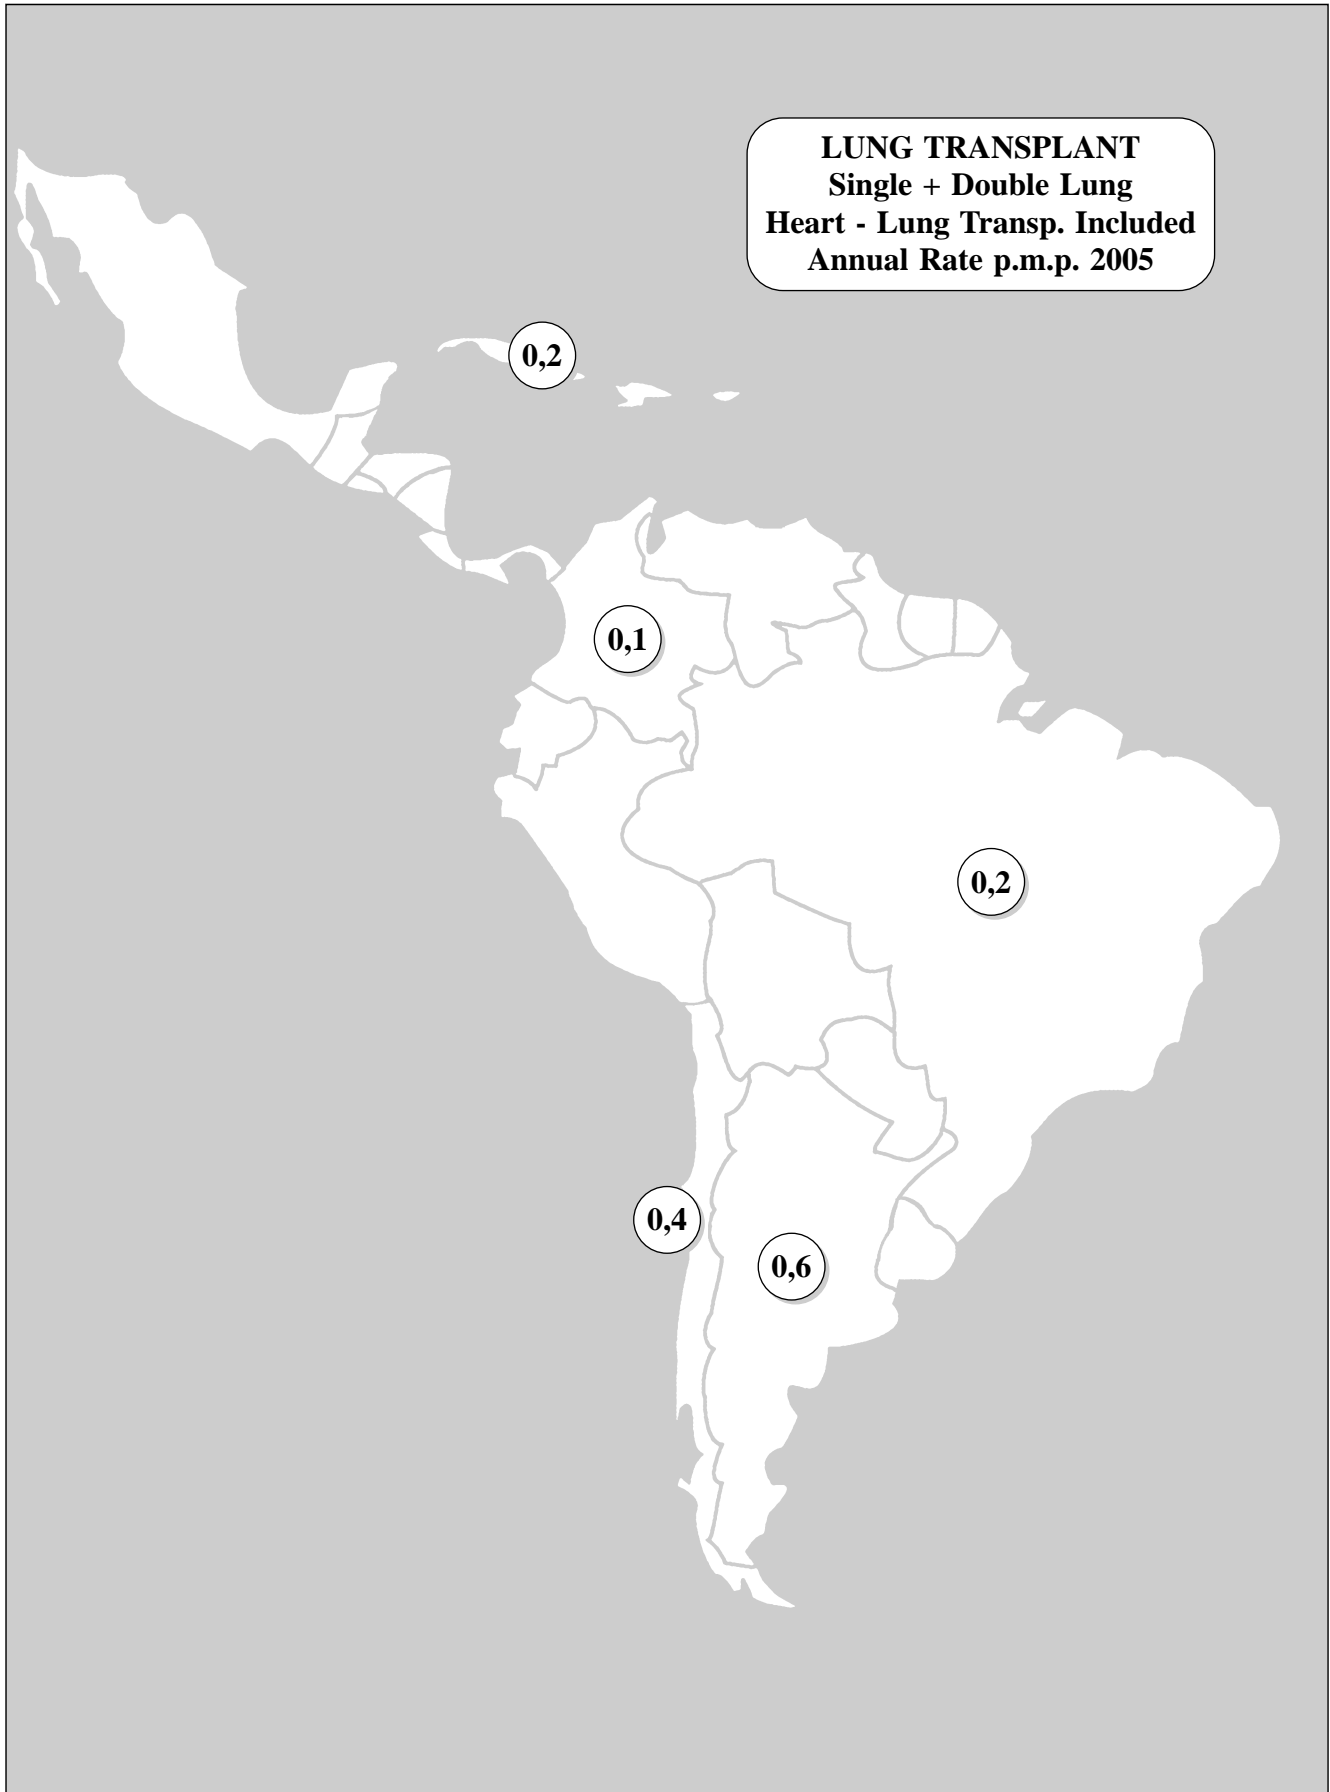 LUNG TRANSPLANT
Single + Double Lung
Heart - Lung Transp. Included
Annual Rate p.m.p. 2005
0,2
0,1
0,2
0,4
0,6